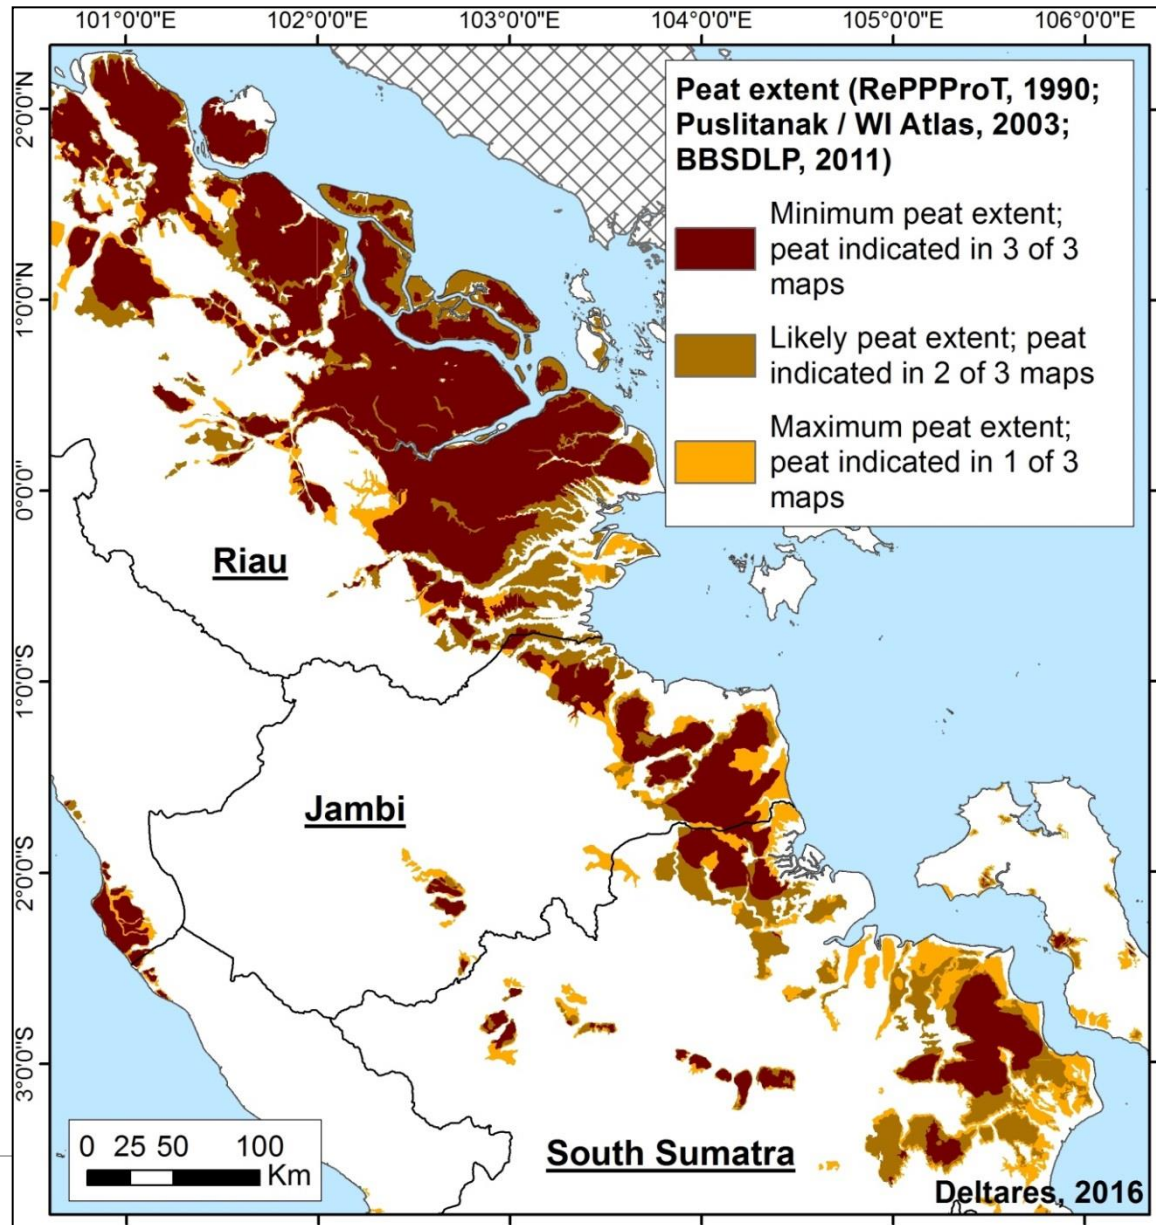 101°0'0"E 102°0'0"E 103°0'0"E 104°0'0"E 105°0'0"E 106°0'0"E
2°0'0"N
1°0'0"N
0°0'0"
1°0'0"S
2°0'0"S
3°0'0"S
Peat extent (RePPProT, 1990;
Puslitanak / WI Atlas, 2003;
BBSDLP, 2011)
Minimum peat extent;
peat indicated in 3 of 3
maps
Likely peat extent; peat
indicated in 2 of 3 maps
Maximum peat extent;
peat indicated in 1 of 3
maps
Riau
Jambi
South Sumatra
0 25 50 100
Km
Deltares, 2016